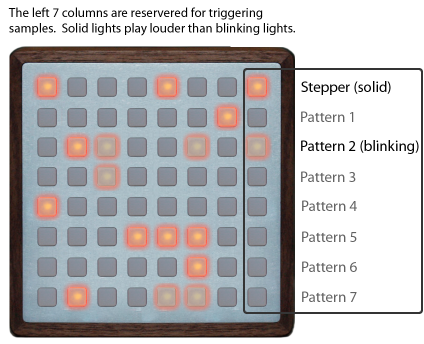 The left 7 columns are reservered for triggering
samples.  Solid lights play louder than blinking lights.
Stepper (solid)
Pattern 1
Pattern 2 (blinking)
Pattern 3
Pattern 4
Pattern 5
Pattern 6
Pattern 7